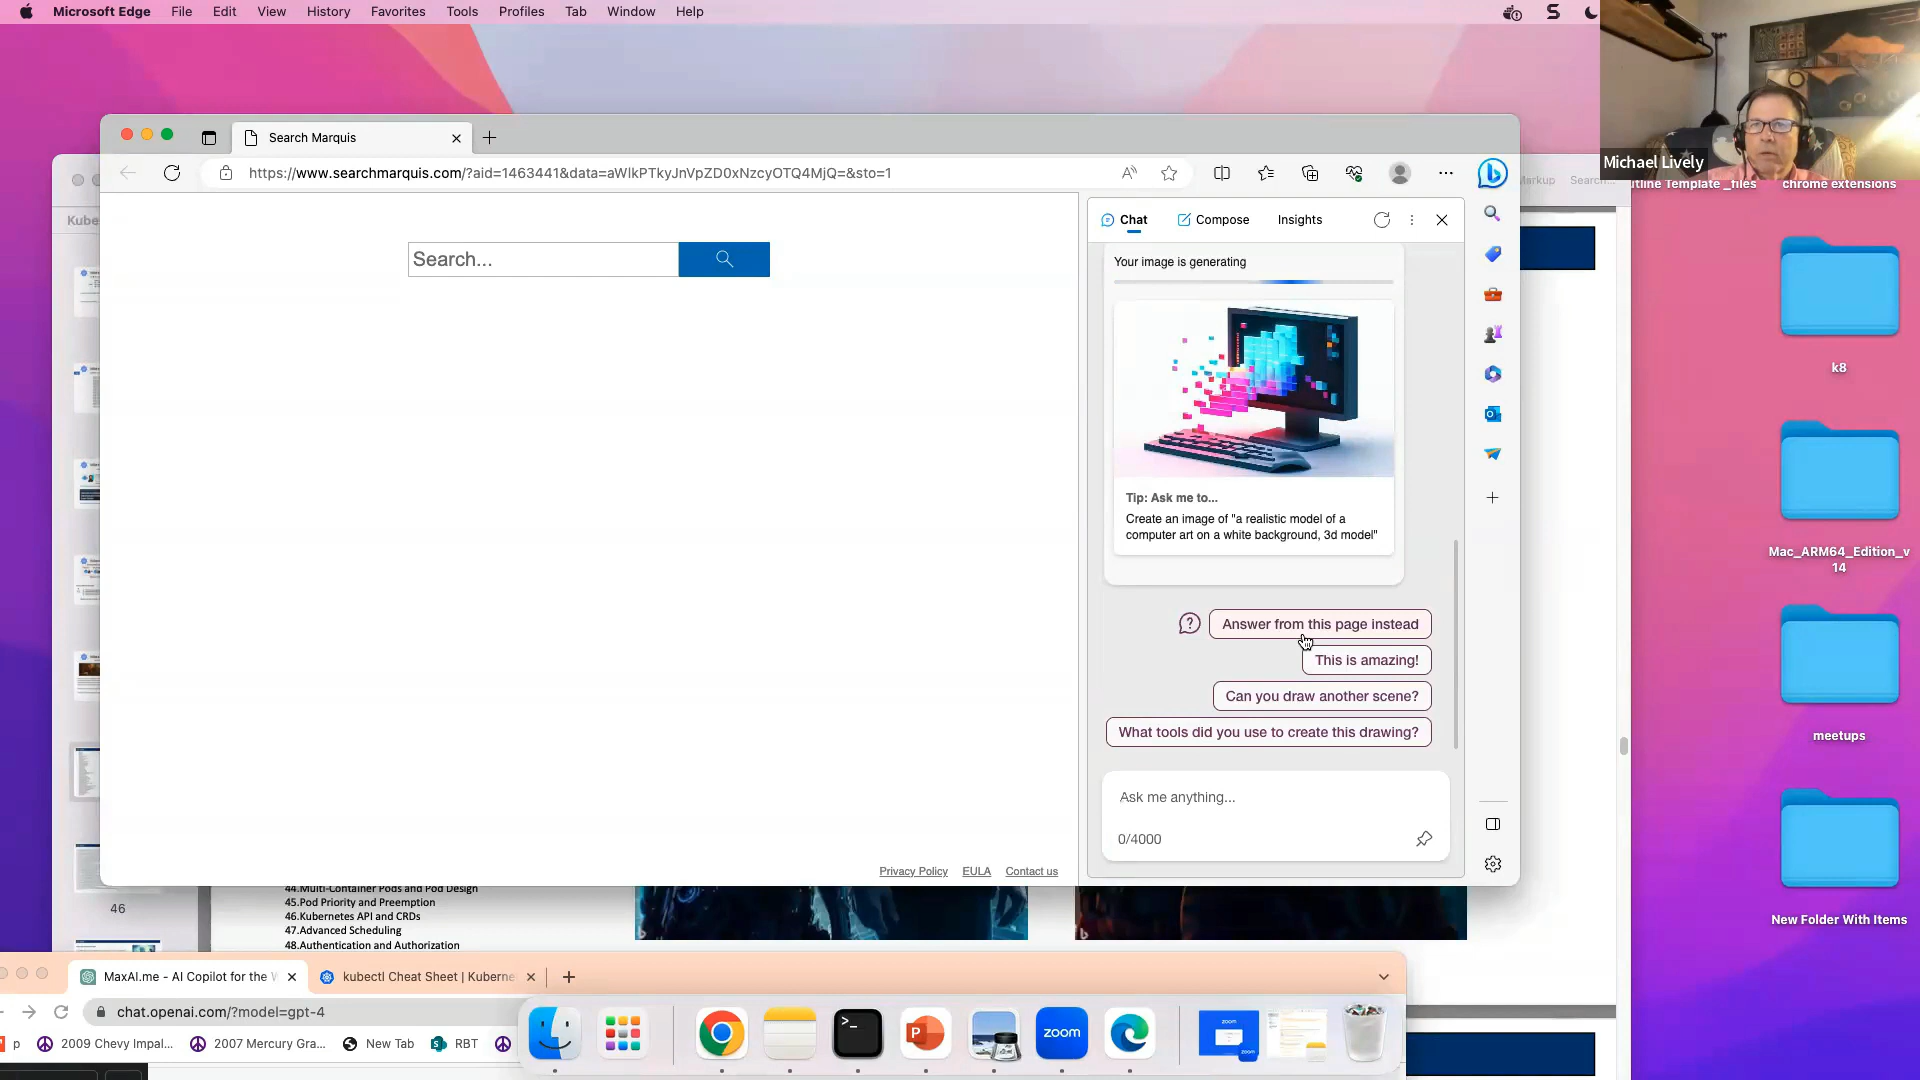 Microsoft Edge File Edit View History Favorites Tools Profiles Tab Window Help
Michael Lively
Search Marquis
https://www.searchmarquis.com/?aid=1463441&data=aWlkPTkyJnVpZD0xNzcyOTQ4MjQ=&sto=1
Markup Search...
utline Template _files
chrome extensions
Kube
Chat Compose Insights
Search...
Your image is generating
Tip: Ask me to...
Create an image of "a realistic model of a
computer art on a white background, 3d model"
Answer from this page instead
This is amazing!
Can you draw another scene?
What tools did you use to create this drawing?
Ask me anything...
0/4000
k8
Mac_ARM64_Edition_v
14
meetups
New Folder With Items
Privacy Policy EULA Contact us
44.Multi-Container Pods and Pod Design
45.Pod Priority and Preemption
46.Kubernetes API and CRDs
47.Advanced Scheduling
48.Authentication and Authorization
46
MaxAI.me - AI Copilot for the W
kubectl Cheat Sheet | Kuberne
chat.openai.com/?model=gpt-4
p 2009 Chevy Impal... 2007 Mercury Gra... New Tab RBT
zoom
zoom